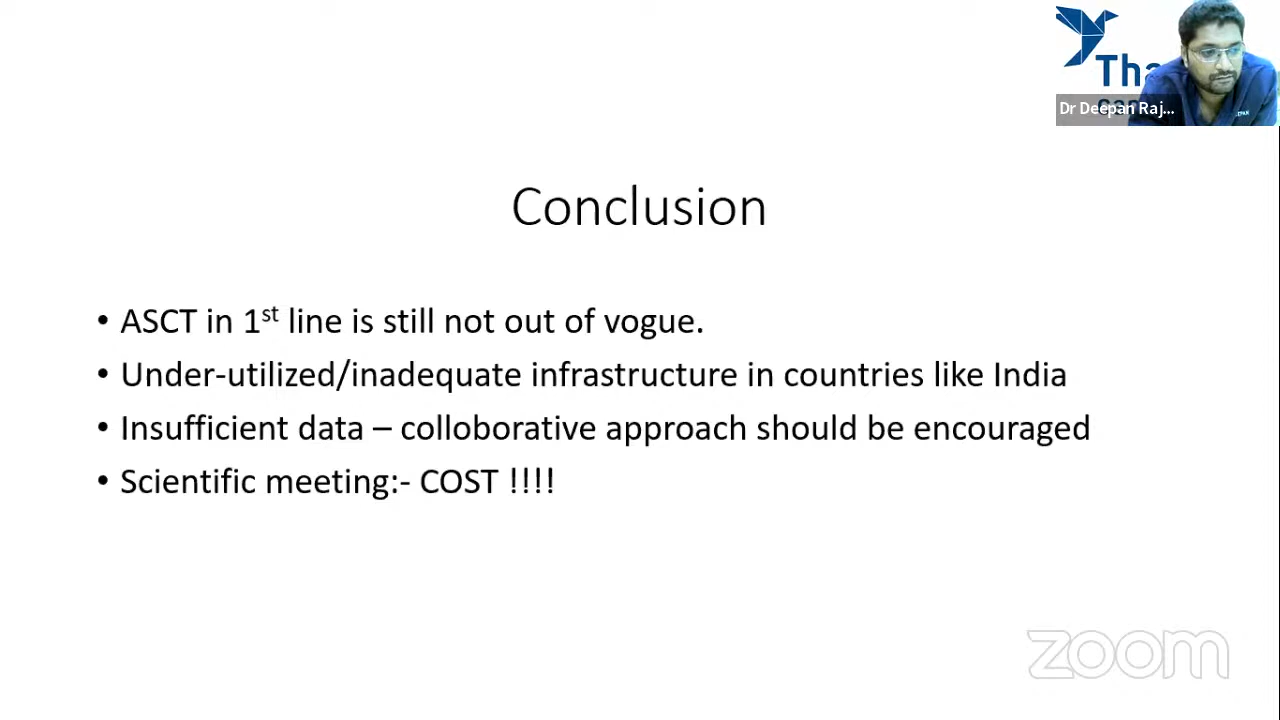 Tha
Dr Deepan Raj...
Conclusion
• ASCT in 1st line is still not out of vogue.
• Under-utilized/inadequate infrastructure in countries like India
• Insufficient data – colloborative approach should be encouraged
• Scientific meeting:- COST !!!!
zoom